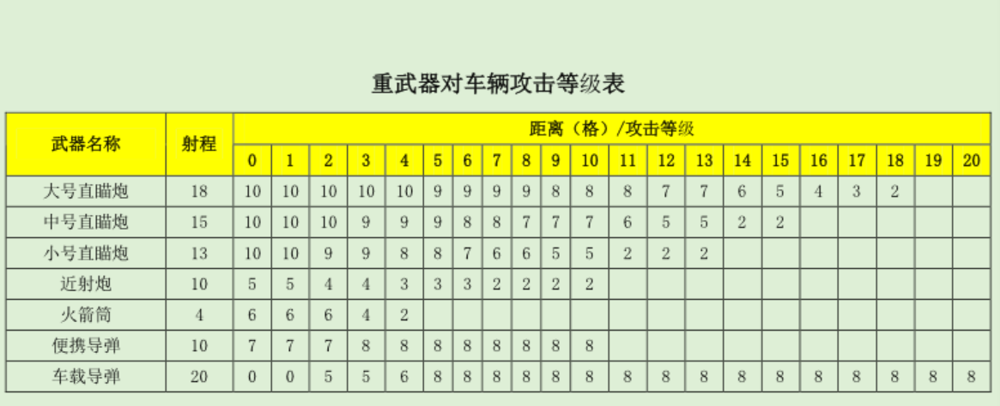 重武器对车辆攻击等级表
武器名称 射程 距离（格）/攻击等级
0 1 2 3 4 5 6 7 8 9 10 11 12 13 14 15 16 17 18 19 20
大号直瞄炮 18 10 10 10 10 10 9 9 9 9 8 8 8 7 7 6 5 4 3 2
中号直瞄炮 15 10 10 10 9 9 9 8 8 7 7 7 6 5 5 2 2
小号直瞄炮 13 10 10 9 9 8 8 7 6 6 5 5 2 2 2
近射炮 10 5 5 4 4 3 3 3 2 2 2 2
火箭筒 4 6 6 6 4 2
便携导弹 10 7 7 7 8 8 8 8 8 8 8 8
车载导弹 20 0 0 5 5 6 8 8 8 8 8 8 8 8 8 8 8 8 8 8 8 8